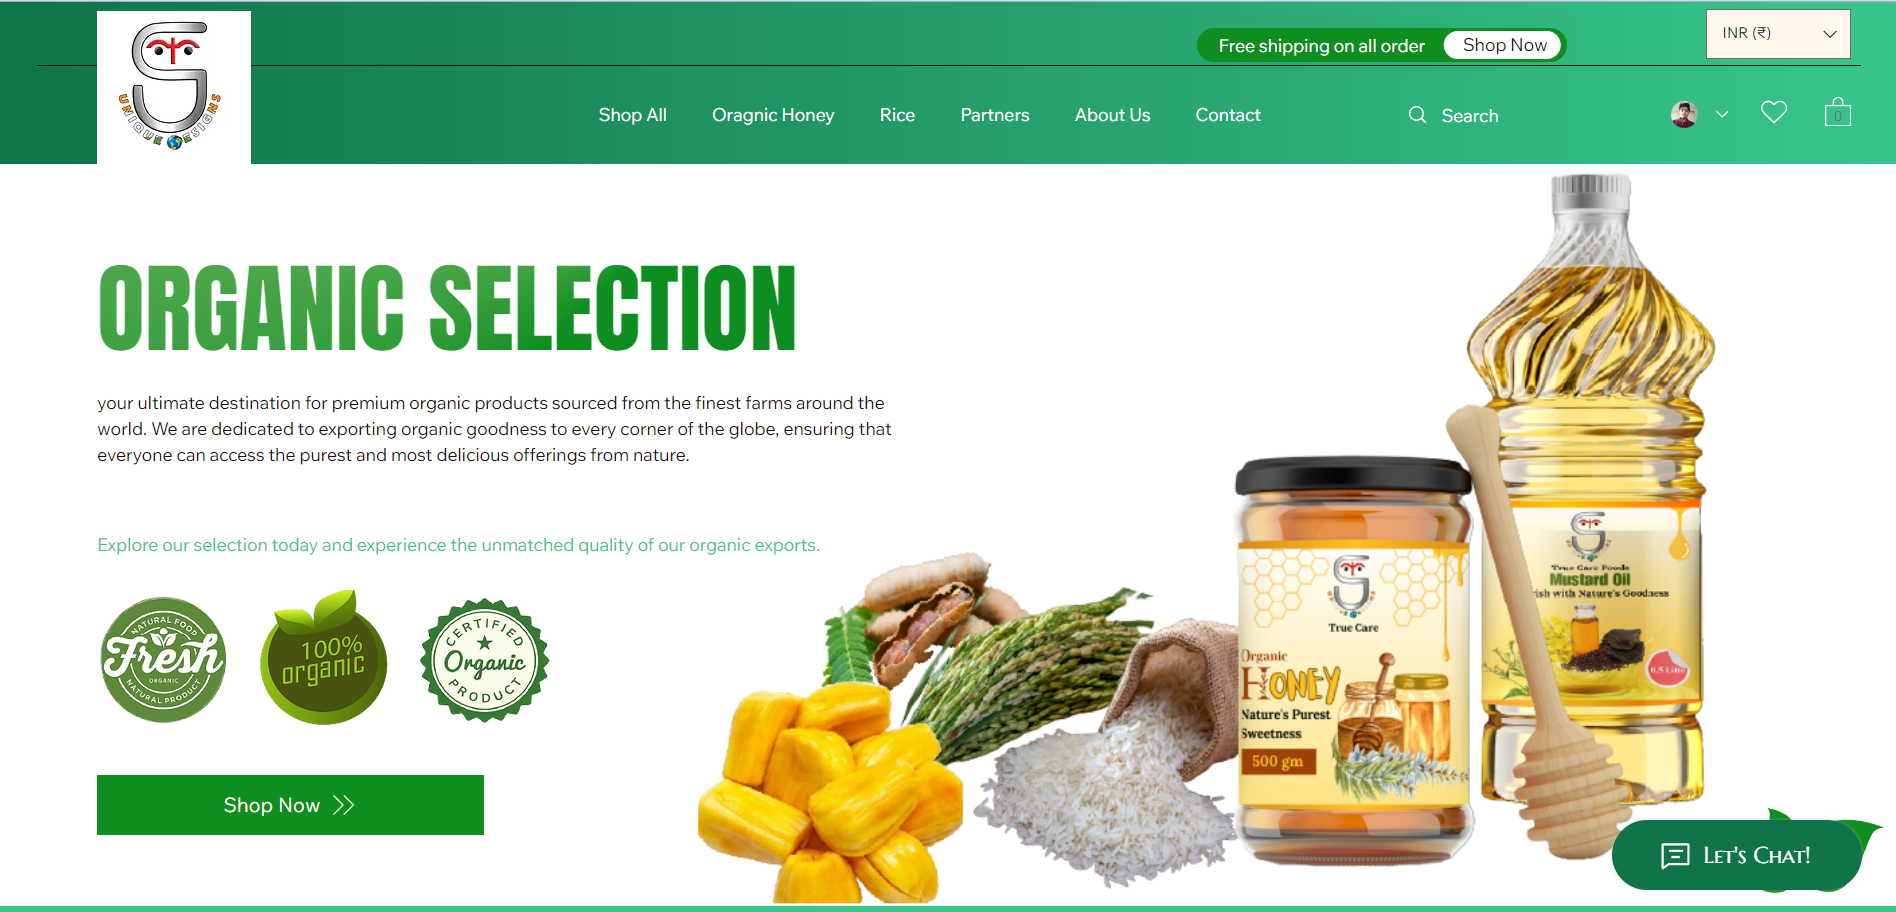 UNIQUE DESIGNS
Free shipping on all order
Shop Now
INR (₹)
Shop All
Oragnic Honey
Rice
Partners
About Us
Contact
Search
0
ORGANIC SELECTION
your ultimate destination for premium organic products sourced from the finest farms around the
world. We are dedicated to exporting organic goodness to every corner of the globe, ensuring that
everyone can access the purest and most delicious offerings from nature.
Explore our selection today and experience the unmatched quality of our organic exports.
NATURAL FOOD
Fresh
ORGANIC
NATURAL PRODUCT
100%
organic
CERTIFIED
Organic
PRODUCT
Shop Now
True Care
Organic
HONEY
Nature's Purest
Sweetness
500 gm
True Care Foods
Mustard Oil
rish with Nature's Goodness
0.5 Litre
LET'S CHAT!